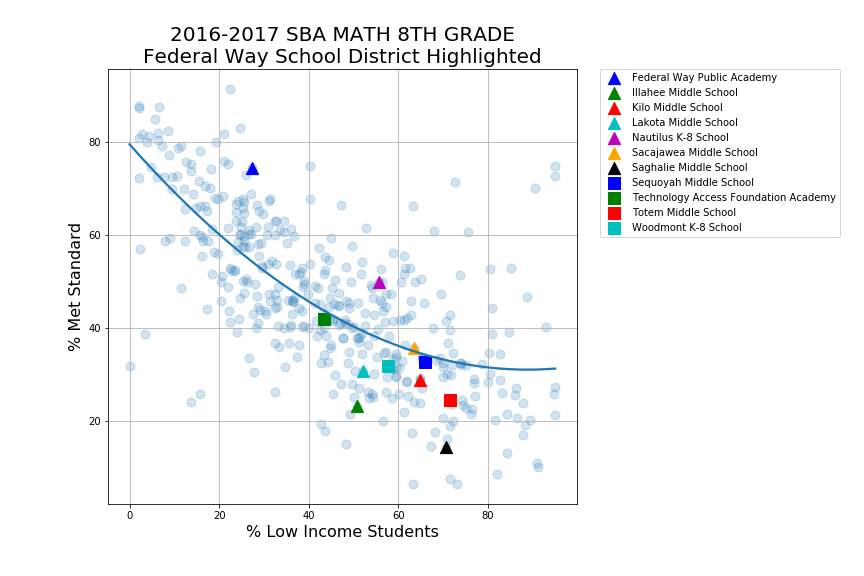 2016-2017 SBA MATH 8TH GRADE
Federal Way School District Highlighted
% Met Standard
80
60
40
20
0
20
40
60
80
% Low Income Students
Federal Way Public Academy
Illahee Middle School
Kilo Middle School
Lakota Middle School
Nautilus K-8 School
Sacajawea Middle School
Saghalie Middle School
Sequoyah Middle School
Technology Access Foundation Academy
Totem Middle School
Woodmont K-8 School